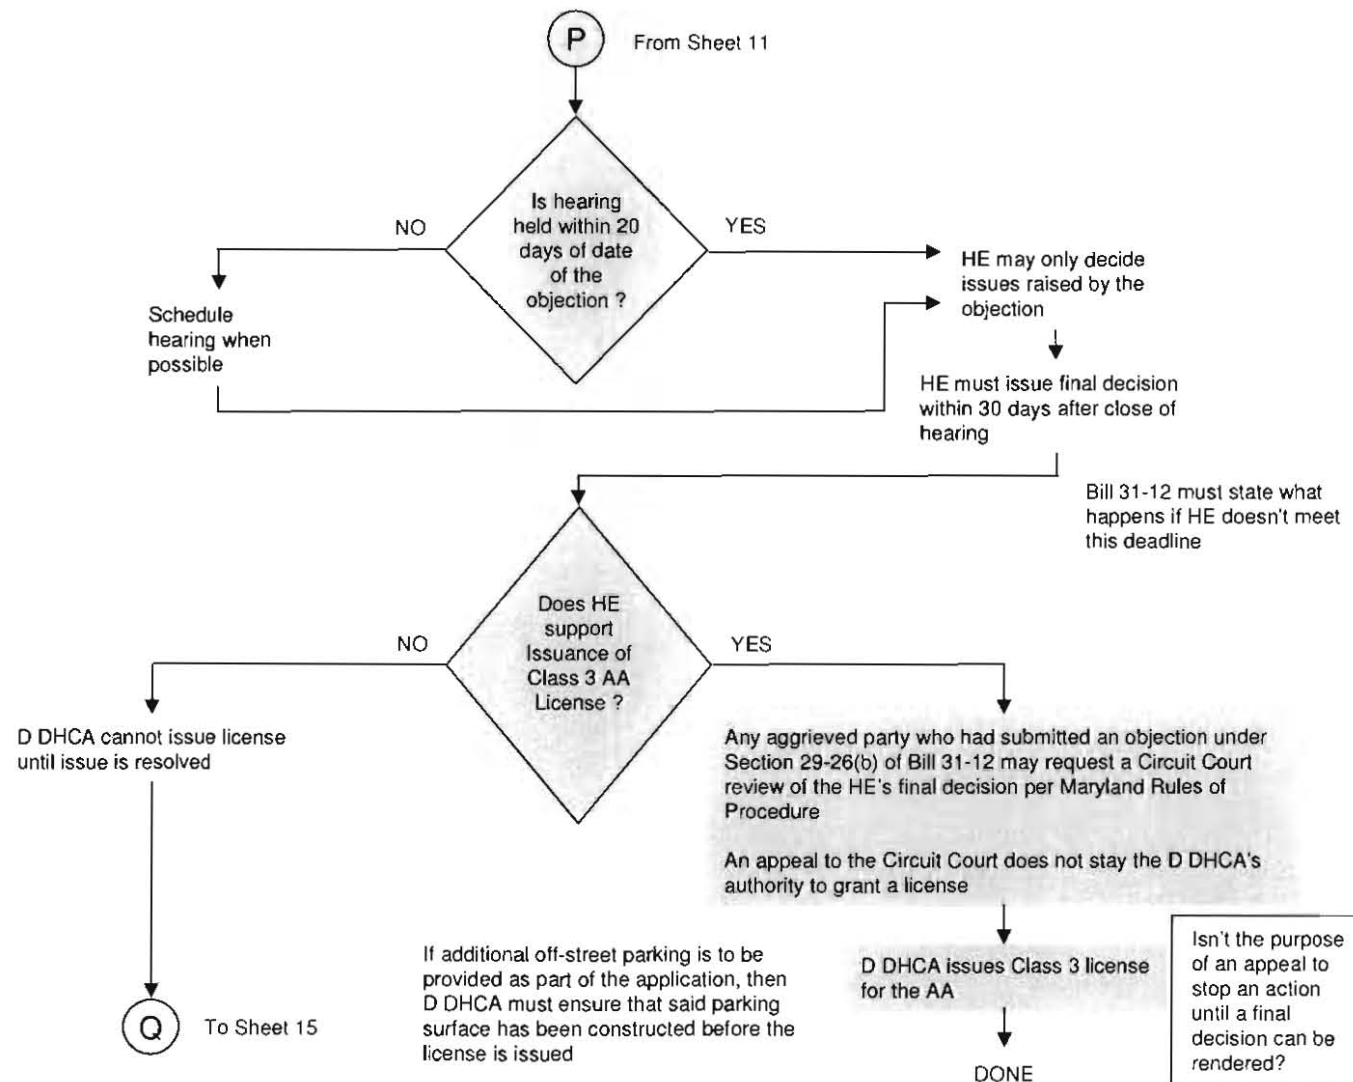 P
From Sheet 11
Is hearing
held within 20
days of date
of the
objection ?
NO
YES
Schedule
hearing when
possible
HE may only decide
issues raised by the
objection
HE must issue final decision
within 30 days after close of
hearing
Bill 31-12 must state what
happens if HE doesn't meet
this deadline
Does HE
support
Issuance of
Class 3 AA
License ?
NO
YES
D DHCA cannot issue license
until issue is resolved
Any aggrieved party who had submitted an objection under
Section 29-26(b) of Bill 31-12 may request a Circuit Court
review of the HE's final decision per Maryland Rules of
Procedure
An appeal to the Circuit Court does not stay the D DHCA's
authority to grant a license
Q
To Sheet 15
If additional off-street parking is to be
provided as part of the application, then
D DHCA must ensure that said parking
surface has been constructed before the
license is issued
D DHCA issues Class 3 license
for the AA
DONE
Isn't the purpose
of an appeal to
stop an action
until a final
decision can be
rendered?